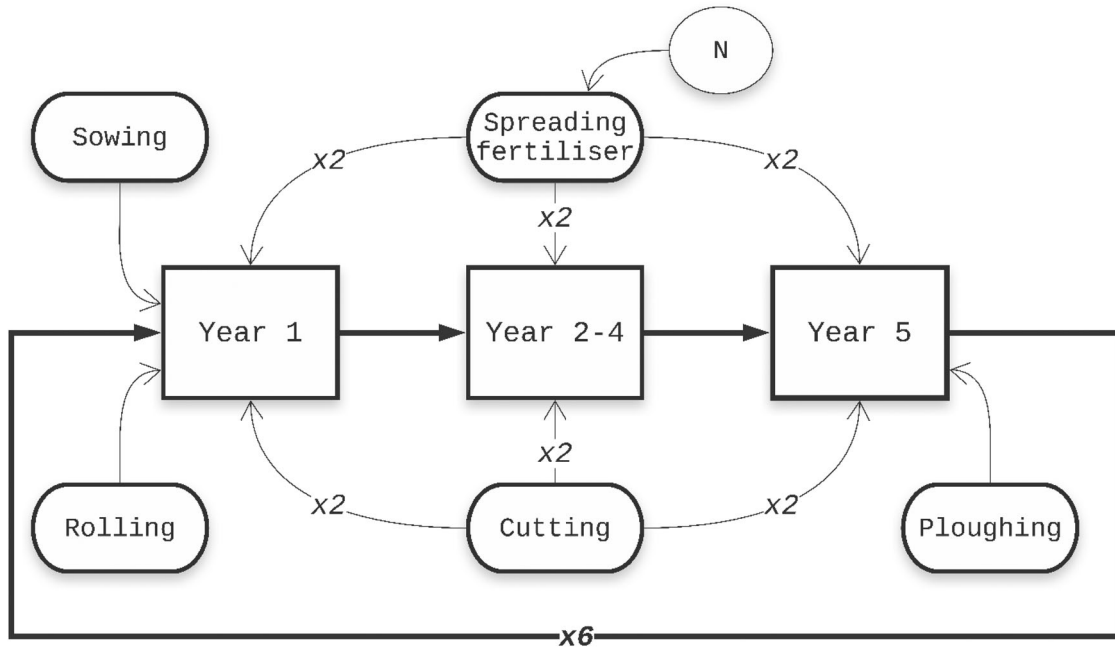 N
Sowing
Spreading
fertiliser
x2
x2
x2
Year 1
Year 2-4
Year 5
x2
x2
x2
Rolling
Cutting
Ploughing
x6